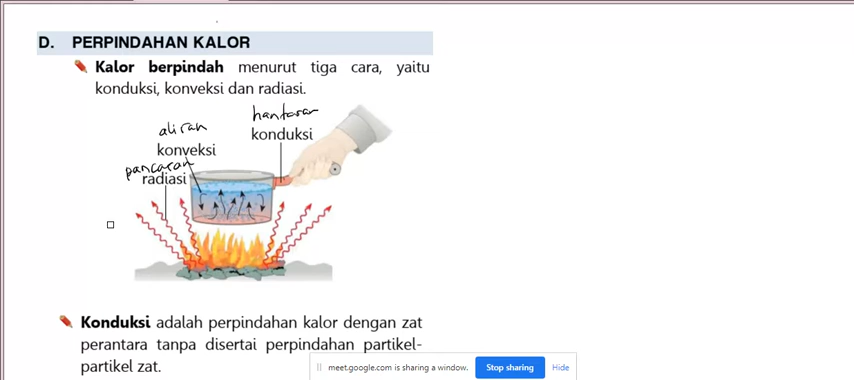 D. PERPINDAHAN KALOR
Kalor berpindah menurut tiga cara, yaitu
konduksi, konveksi dan radiasi.
hantaran
konduksi
aliran
konveksi
pancaran
radiasi
Konduksi adalah perpindahan kalor dengan zat
perantara tanpa disertai perpindahan partikel-
partikel zat.
meet.google.com is sharing a window. Stop sharing Hide